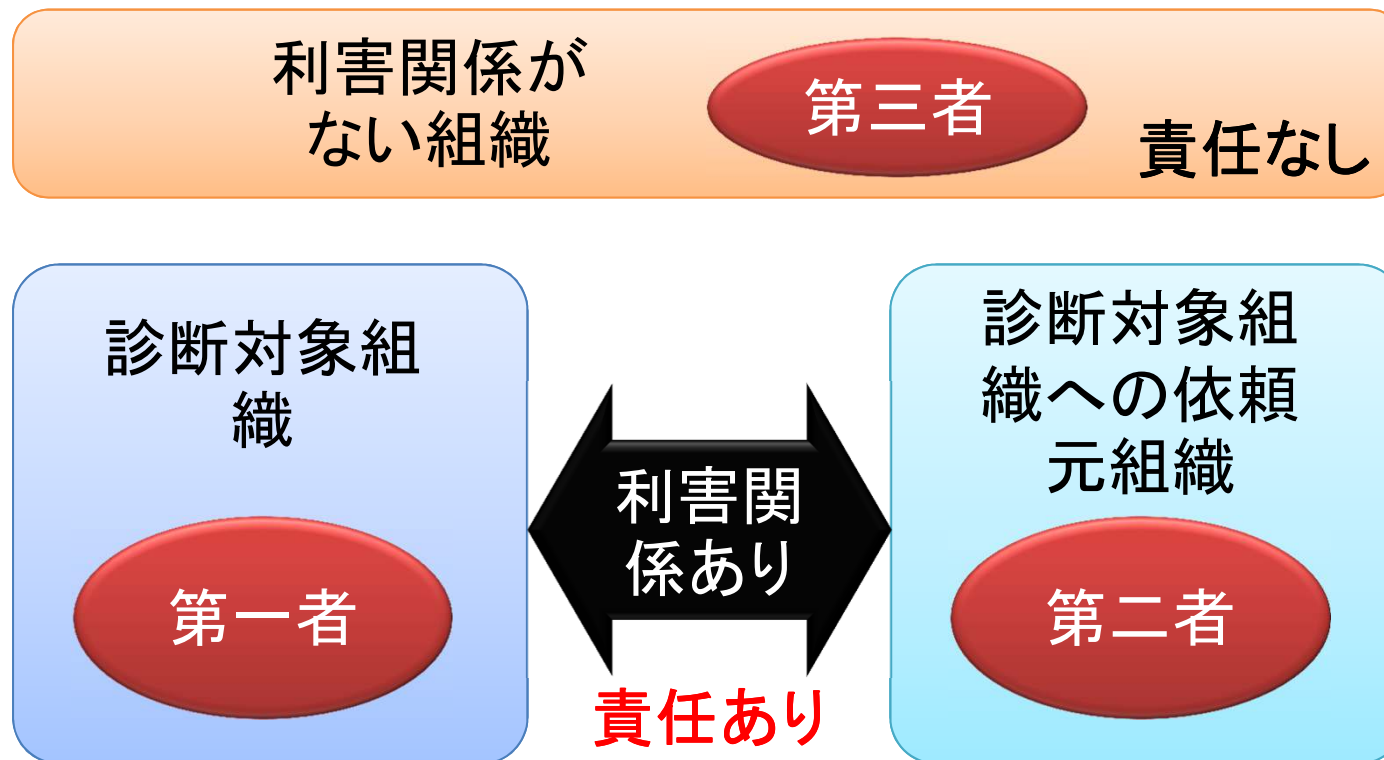 利害関係が
ない組織
第三者
責任なし
診断対象組
織
第一者
利害関
係あり
責任あり
診断対象組
織への依頼
元組織
第二者